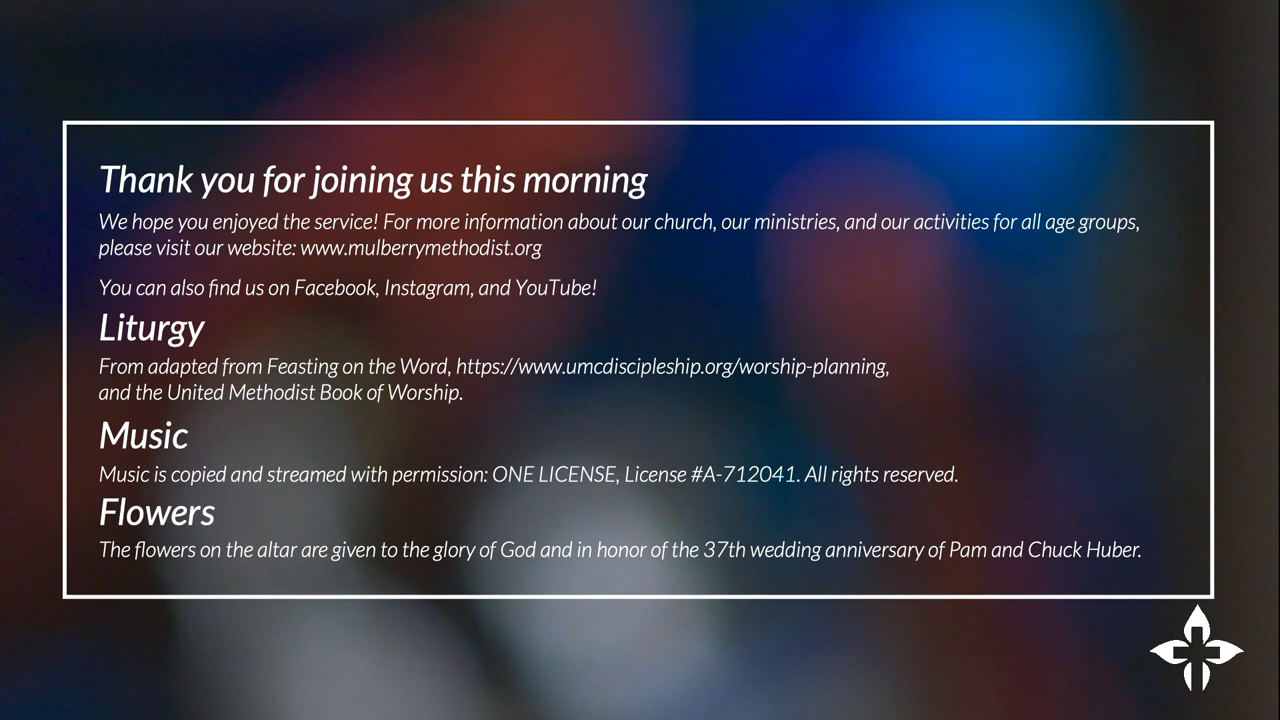 Thank you for joining us this morning
We hope you enjoyed the service! For more information about our church, our ministries, and our activities for all age groups,
please visit our website: www.mulberrymethodist.org
You can also find us on Facebook, Instagram, and YouTube!
Liturgy
From adapted from Feasting on the Word, https://www.umcdiscipleship.org/worship-planning,
and the United Methodist Book of Worship.
Music
Music is copied and streamed with permission: ONE LICENSE, License #A-712041. All rights reserved.
Flowers
The flowers on the altar are given to the glory of God and in honor of the 37th wedding anniversary of Pam and Chuck Huber.